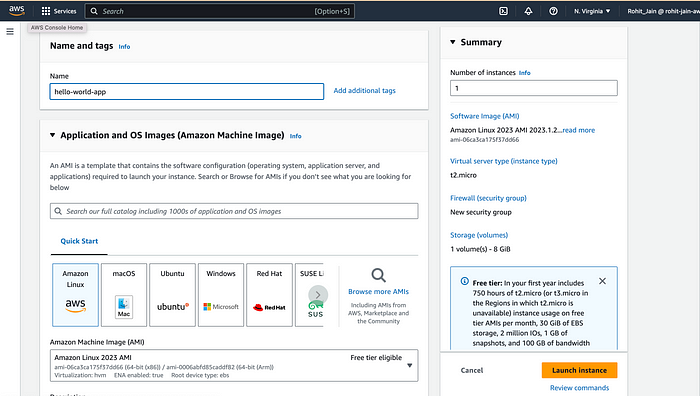 aws
Services
Search
[Option+S]
N. Virginia
Rohit_Jain @ rohit-jain-aw
AWS Console Home
Name and tags Info
Name
hello-world-app
Add additional tags
Application and OS Images (Amazon Machine Image) Info
An AMI is a template that contains the software configuration (operating system, application server, and
applications) required to launch your instance. Search or Browse for AMIs if you don't see what you are looking for
below
Search our full catalog including 1000s of application and OS images
Quick Start
Amazon
Linux
aws
macOS
Mac
Ubuntu
ubuntu
Windows
Microsoft
Red Hat
Red Hat
SUSE Li
SUS
Browse more AMIs
Including AMIs from
AWS, Marketplace and
the Community
Amazon Machine Image (AMI)
Amazon Linux 2023 AMI
Free tier eligible
ami-06ca3ca175f37dd66 (64-bit (x86)) / ami-0006abfd85caddf82 (64-bit (Arm))
Virtualization: hvm ENA enabled: true Root device type: ebs
Summary
Number of instances Info
1
Software Image (AMI)
Amazon Linux 2023 AMI 2023.1.2...read more
ami-06ca3ca175f37dd66
Virtual server type (instance type)
t2.micro
Firewall (security group)
New security group
Storage (volumes)
1 volume(s) - 8 GiB
Free tier: In your first year includes
750 hours of t2.micro (or t3.micro in
the Regions in which t2.micro is
unavailable) instance usage on free
tier AMIs per month, 30 GiB of EBS
storage, 2 million IOs, 1 GB of
snapshots, and 100 GB of bandwidth
Cancel
Launch instance
Review commands